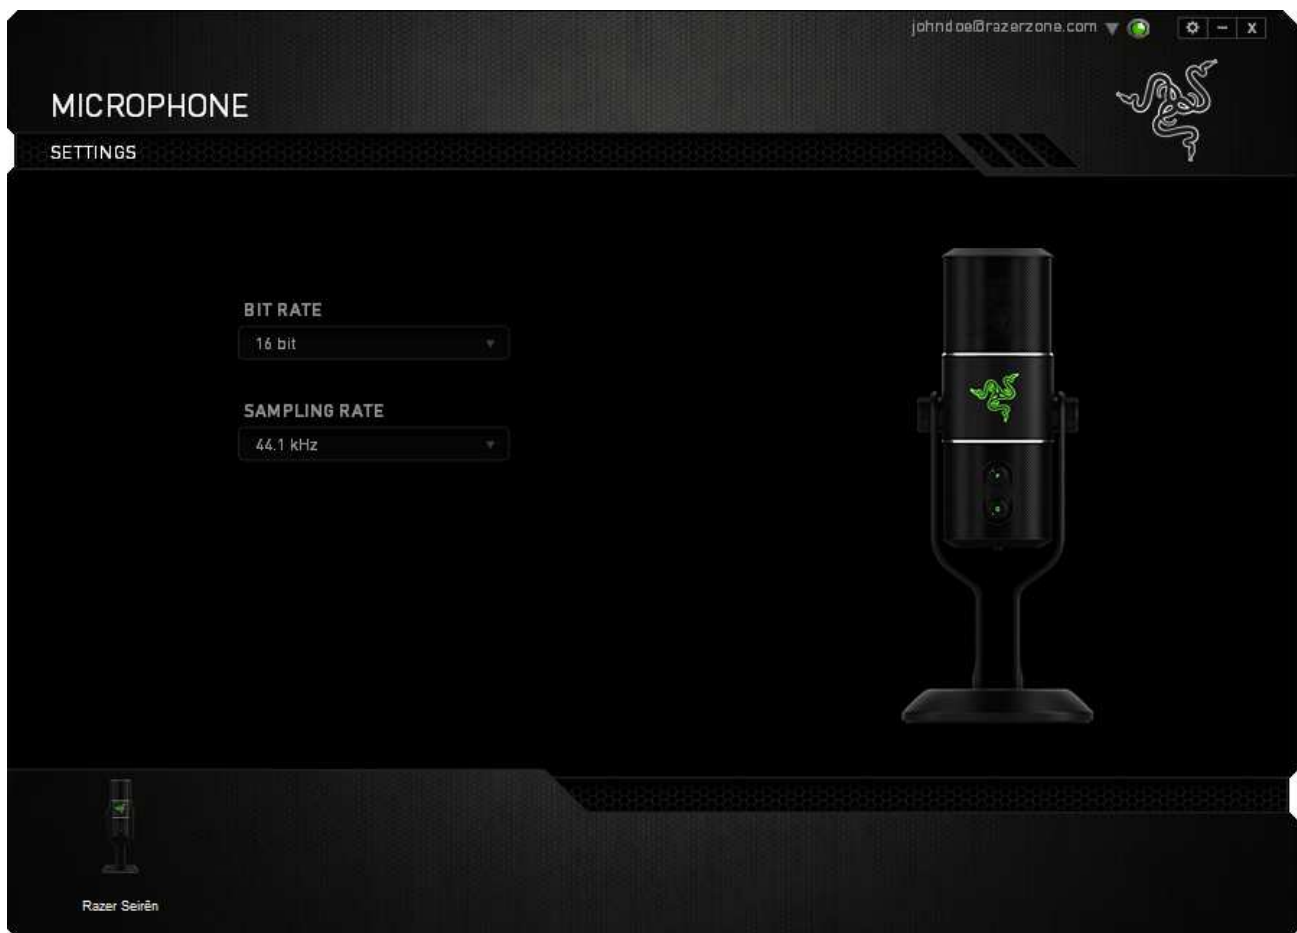 johndoe@razerzone.com
MICROPHONE
SETTINGS
BIT RATE
16 bit
SAMPLING RATE
44.1 kHz
Razer Seirēn